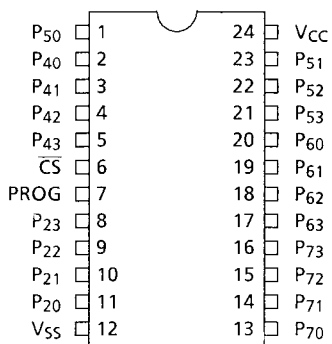 P50 1 24 VCC
P40 2 23 P51
P41 3 22 P52
P42 4 21 P53
P43 5 20 P60
C̅S̅ 6 19 P61
PROG 7 18 P62
P23 8 17 P63
P22 9 16 P73
P21 10 15 P72
P20 11 14 P71
VSS 12 13 P70